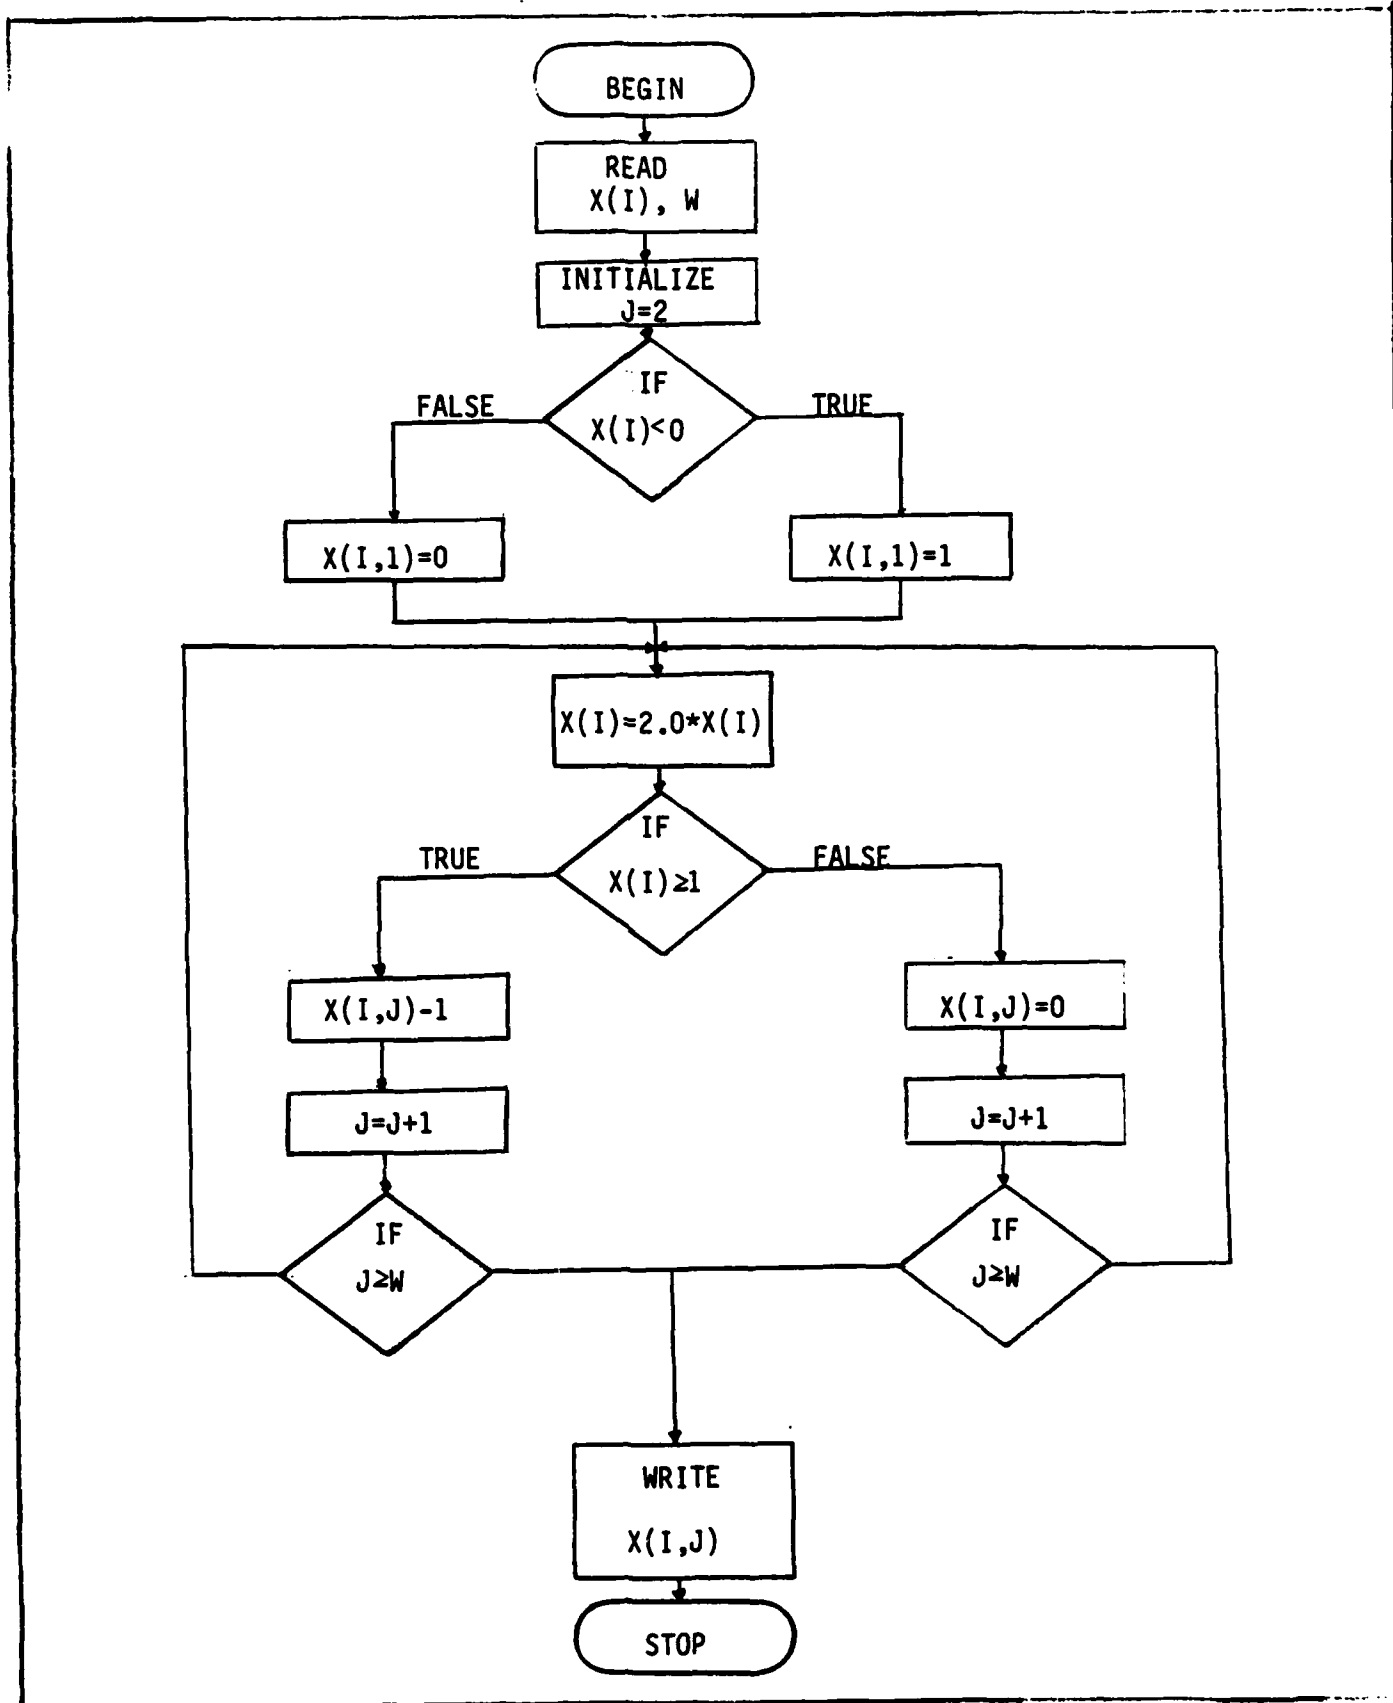 BEGIN
READ
X(I), W
INITIALIZE
J=2
IF
X(I)<0
FALSE
TRUE
X(I,1)=0
X(I,1)=1
X(I)=2.0*X(I)
IF
X(I)≥1
TRUE
FALSE
X(I,J)-1
X(I,J)=0
J=J+1
J=J+1
IF
J≥W
IF
J≥W
WRITE
X(I,J)
STOP